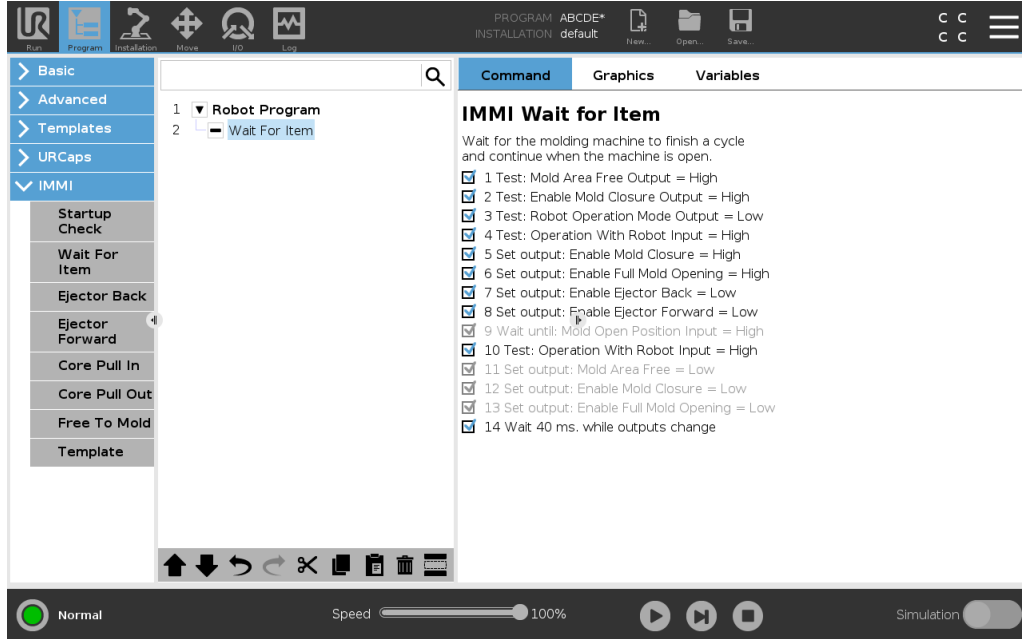 PROGRAM ABCDE*
INSTALLATION default
Run Program Installation Move I/O Log New... Open... Save...
C C
C C
Basic
Advanced
Templates
URCaps
IMMI
Startup
Check
Wait For
Item
Ejector Back
Ejector
Forward
Core Pull In
Core Pull Out
Free To Mold
Template
1 Robot Program
2 Wait For Item
Command Graphics Variables
IMMI Wait for Item
Wait for the molding machine to finish a cycle
and continue when the machine is open.
1 Test: Mold Area Free Output = High
2 Test: Enable Mold Closure Output = High
3 Test: Robot Operation Mode Output = Low
4 Test: Operation With Robot Input = High
5 Set output: Enable Mold Closure = High
6 Set output: Enable Full Mold Opening = High
7 Set output: Enable Ejector Back = Low
8 Set output: Enable Ejector Forward = Low
9 Wait until: Mold Open Position Input = High
10 Test: Operation With Robot Input = High
11 Set output: Mold Area Free = Low
12 Set output: Enable Mold Closure = Low
13 Set output: Enable Full Mold Opening = Low
14 Wait 40 ms. while outputs change
Normal
Speed 100%
Simulation